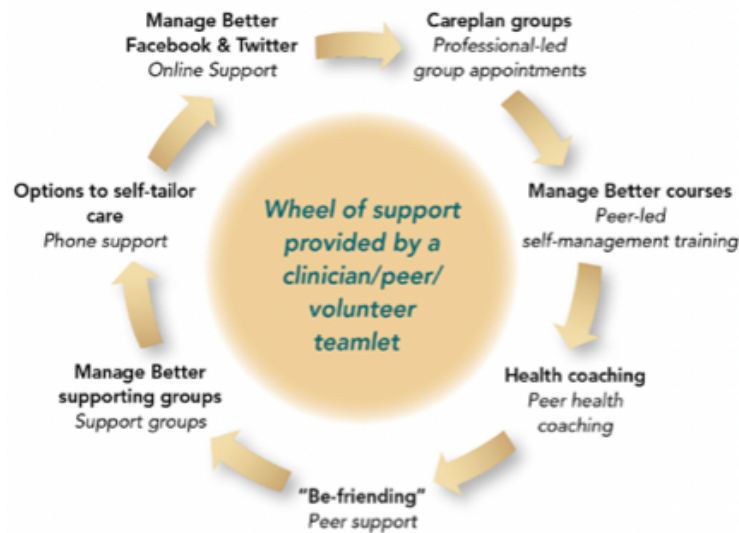 Manage Better
Facebook & Twitter
Online Support
Careplan groups
Professional-led
group appointments
Manage Better courses
Peer-led
self-management training
Health coaching
Peer health
coaching
"Be-friending"
Peer support
Manage Better
supporting groups
Support groups
Options to self-tailor
care
Phone support
Wheel of support
provided by a
clinician/peer/
volunteer
teamlet